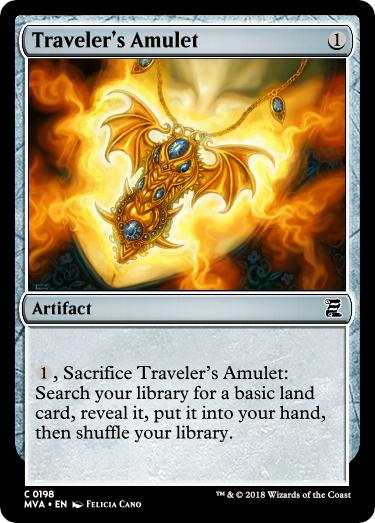 Traveler's Amulet 1
Artifact
1, Sacrifice Traveler's Amulet:
Search your library for a basic land
card, reveal it, put it into your hand,
then shuffle your library.
C 0198
MVA • EN Felicia Cano
™ & © 2018 Wizards of the Coast